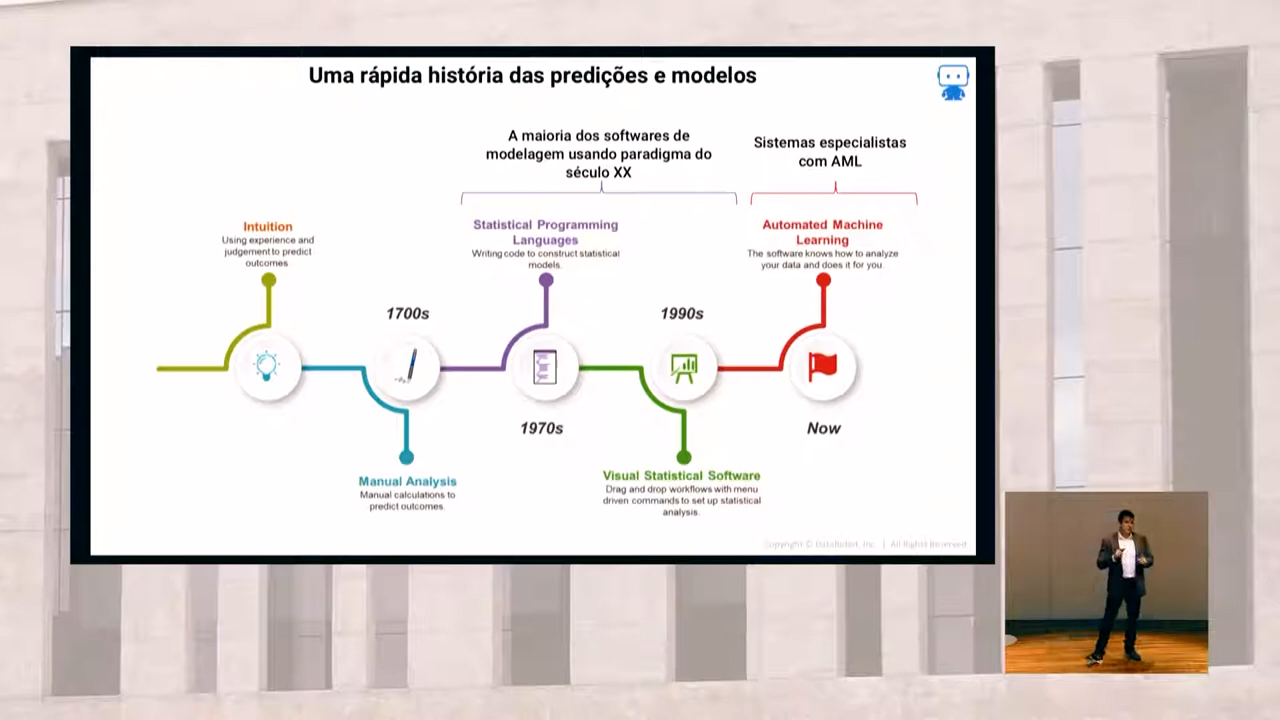 Uma rápida história das predições e modelos
A maioria dos softwares de
modelagem usando paradigma do
século XX
Sistemas especialistas
com AML
Intuition
Using experience and
judgement to predict
outcomes
Statistical Programming
Languages
Writing code to construct statistical
models.
Automated Machine
Learning
The software knows how to analyze
your data and does it for you.
1700s
1990s
1970s
Now
Manual Analysis
Manual calculations to
predict outcomes.
Visual Statistical Software
Drag and drop workflows with menu
driven commands to set up statistical
analysis.
Copyright © DataRobot, Inc. | All Rights Reserved